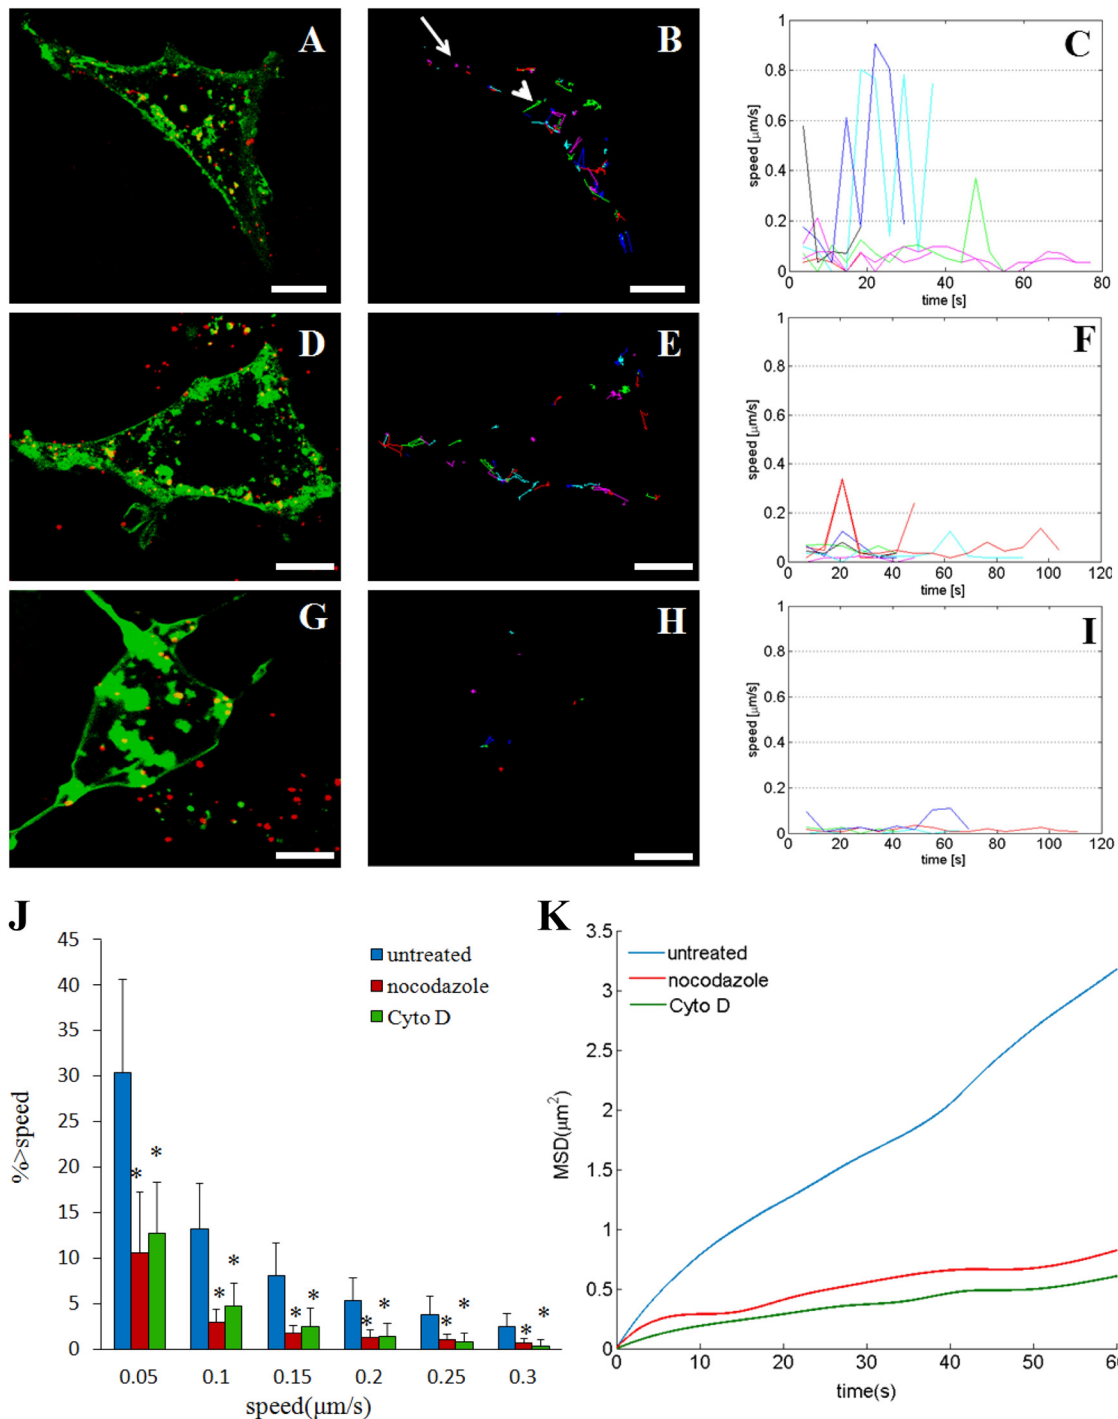 A
B
C
1
0.8
0.6
0.4
0.2
0
speed [μm/s]
0 20 40 60 80
time [s]
D
E
F
1
0.8
0.6
0.4
0.2
0
speed [μm/s]
0 20 40 60 80 100 120
time [s]
G
H
I
1
0.8
0.6
0.4
0.2
0
speed [μm/s]
0 20 40 60 80 100 120
time [s]
J
45
40
35
30
25
20
15
10
5
0
%>speed
untreated
nocodazole
Cyto D
* * * * * * * * * * * *
0.05 0.1 0.15 0.2 0.25 0.3
speed(μm/s)
K
3.5
3
2.5
2
1.5
1
0.5
0
MSD(μm²)
untreated
nocodazole
Cyto D
0 10 20 30 40 50 60
time(s)